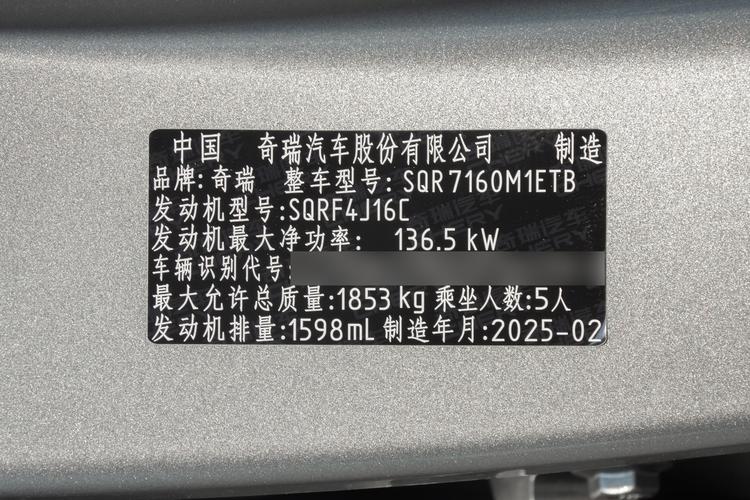 中国 奇瑞汽车股份有限公司 制造
品牌:奇瑞 整车型号:SQR7160M1ETB
发动机型号:SQRF4J16C
发动机最大净功率: 136.5 kW
车辆识别代号:
最大允许总质量:1853 kg 乘坐人数:5人
发动机排量:1598mL 制造年月:2025-02